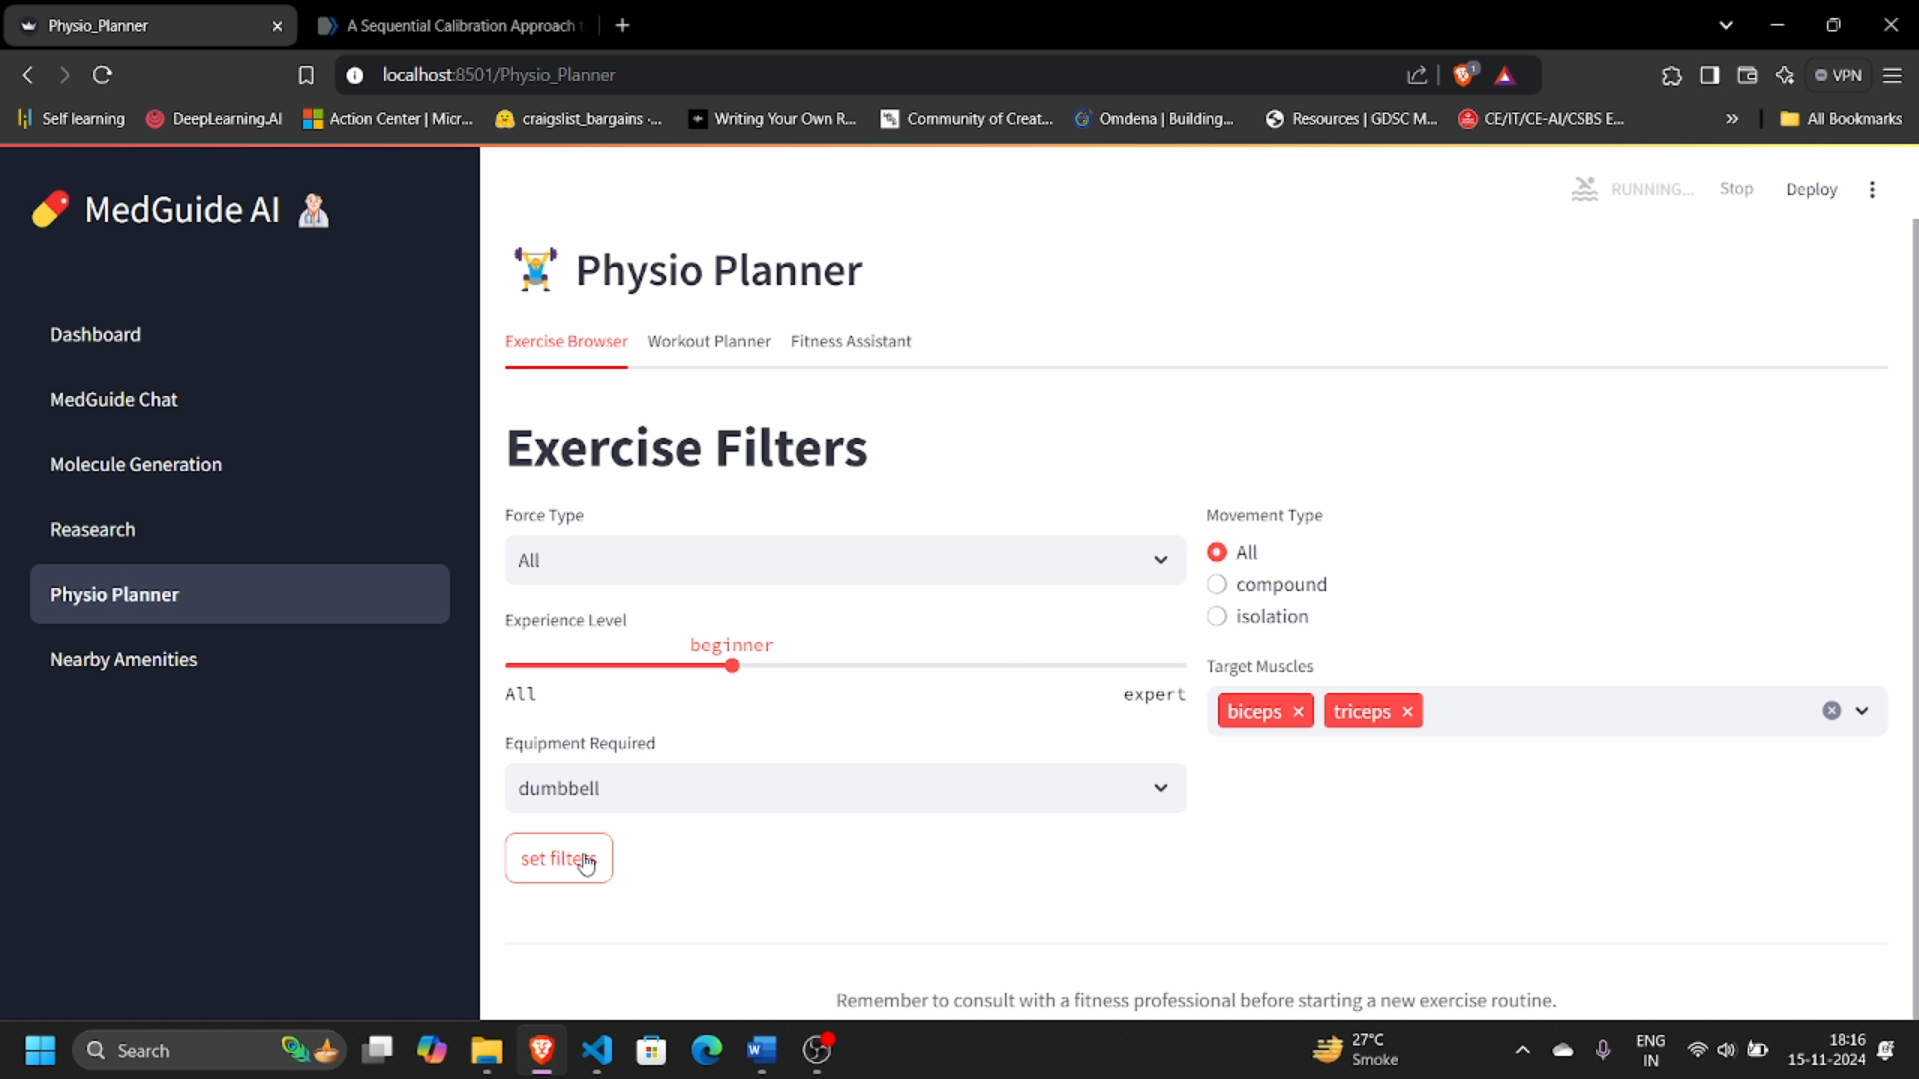 Physio_Planner
A Sequential Calibration Approach
localhost:8501/Physio_Planner
1
VPN
Self learning
DeepLearning.AI
Action Center | Micr...
craigslist_bargains ·...
Writing Your Own R...
Community of Creat...
Omdena | Building...
Resources | GDSC M...
CE/IT/CE-AI/CSBS E...
»
All Bookmarks
MedGuide AI
RUNNING...
Stop
Deploy
Physio Planner
Exercise Browser
Workout Planner
Fitness Assistant
Dashboard
MedGuide Chat
Molecule Generation
Reasearch
Physio Planner
Nearby Amenities
Exercise Filters
Force Type
All
Experience Level
beginner
All
expert
Equipment Required
dumbbell
set filters
Movement Type
All
compound
isolation
Target Muscles
biceps ×
triceps ×
Remember to consult with a fitness professional before starting a new exercise routine.
Search
27°C
Smoke
ENG
IN
18:16
15-11-2024